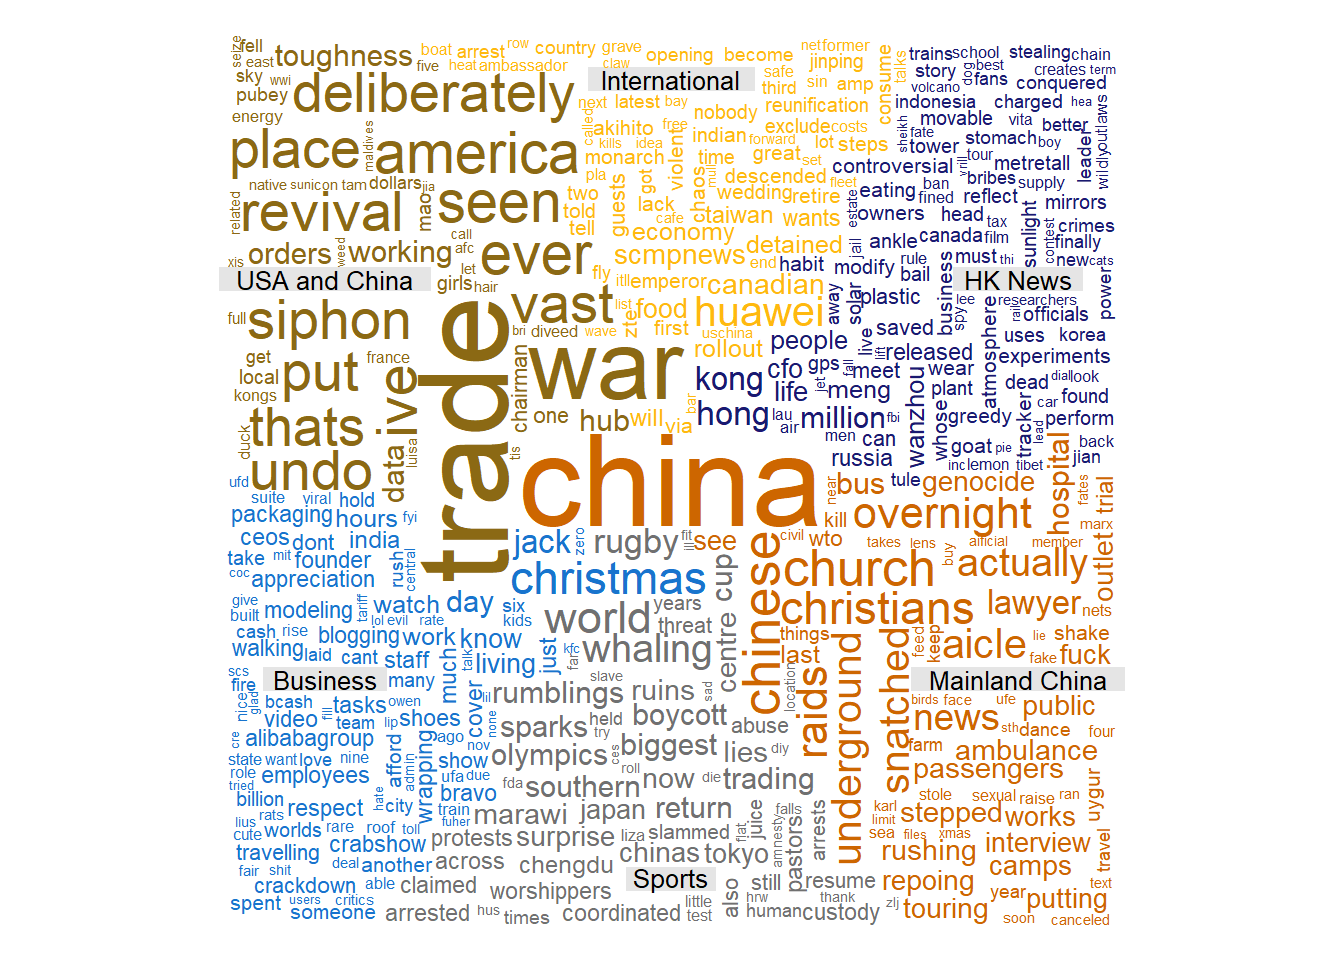 International
USA and China
HK News
Business
Mainland China
Sports
seize
fell
east
toughness
boat
arrest
row
country
grave
five
heat
ambassador
claw
opening
become
net
former
jinping
talks
consume
trains
school
stealing
chain
story
dog
best
creates
term
volcano
fans
conquered
sky
wwi
pubey
energy
deliberately
safe
third
sin
amp
next
latest
bay
nobody
reunification
called
akihito
free
indian
exclude
costs
kills
idea
forward
lot
steps
monarch
violent
time
great
set
pla
got
mull
descended
fleet
indonesia
charged
hea
movable
vita
better
wildly
outlaws
sheikh
fate
tower
stomach
boy
leader
controversial
yrill
tour
metretall
place
maldives
america
native
sun
icon
tam
dollars
jia
related
revival
mao
seen
two
guests
lack
chaos
wedding
retire
told
cafe
taiwan
wants
tell
economy
estate
eating
ban
bribes
supply
fined
reflect
mirrors
owners
head
tax
sunlight
contest
crimes
jail
ankle
canada
film
finally
orders
weed
working
call
afc
ever
scmpnews
detained
end
habit
modify
rule
bail
must
thi
new
cats
xis
let
girls
hair
fly
itll
emperor
canadian
away
solar
plastic
business
spy
lee
researchers
power
full
siphon
vast
list
zte
food
huawei
first
uschina
bri
diveed
wave
rollout
people
live
saved
atmosphere
rail
officials
uses
korea
get
france
local
kongs
put
live
trade
chairman
war
bar
kong
cfo
gps
fall
lift
released
wear
experiments
life
jet
meet
meng
wanzhou
plant
dead
dial
look
duck
thats
data
luisa
one
hub
will
via
hong
lau
air
million
fbi
whose
greedy
tracker
car
found
lead
perform
men
can
goat
pie
back
russia
inc
lemon
tibet
jian
undo
tls
china
near
bus
tule
genocide
hospital
trial
fates
ufd
suite
viral
hold
packaging
hours
fyi
kill
overnight
marx
ceos
dont
india
rush
central
jack
zero
rugby
fit
ill
see
civil
wto
takes
lens
aificial
member
take
mit
founder
coc
appreciation
christmas
cup
chinese
church
buy
actually
outlet
give
built
modeling
tariff
watch
day
six
kids
world
years
threat
christians
lawyer
nets
cash
rise
lol
evil
rate
blogging
work
know
just
whaling
centre
things
last
feed
keep
aicle
lie
shake
walking
laid
cant
staff
much
talk
living
kfc
far
fake
fuck
scs
fire
many
lil
slave
sad
location
raids
underground
snatched
birds
face
ufe
nice
glad
bcash
tasks
owen
cover
rumblings
ruins
news
sth
public
video
fill
team
lip
shoes
none
sparks
held
try
boycott
abuse
dance
four
cre
alibabagroup
afford
wrapping
ago
nov
olympics
ces
biggest
lies
diy
farm
ambulance
state
want
love
nine
admin
show
roll
passengers
role
tried
employees
ufa
due
fda
southern
now
die
trading
uygur
billion
rats
respect
hate
city
bravo
train
marawi
japan
return
juice
falls
arrests
karl
stole
sexual
raise
ran
lius
cute
worlds
rare
roof
toll
fuher
protests
surprise
liza
slammed
flat
limit
stepped
works
travelling
crabshow
chinas
tokyo
amnesty
pastors
sea
files
xmas
rushing
interview
travel
fair
shit
deal
another
across
chengdu
camps
text
crackdown
able
claimed
worshippers
also
still
hrw
resume
thank
repoing
year
putting
spent
users
critics
someone
arrested
hus
times
coordinated
little
test
human
custody
zlj
touring
soon
canceled